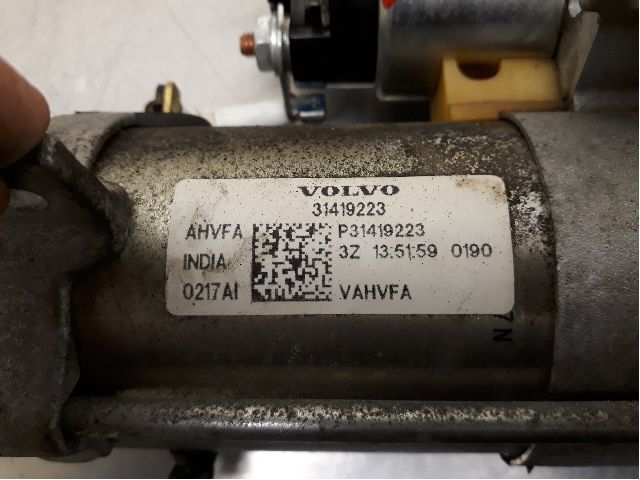 VOLVO
31419223
AHVFA P31419223
INDIA 3Z 13:51:59 0190
0217A1 VAHVFA
Z N